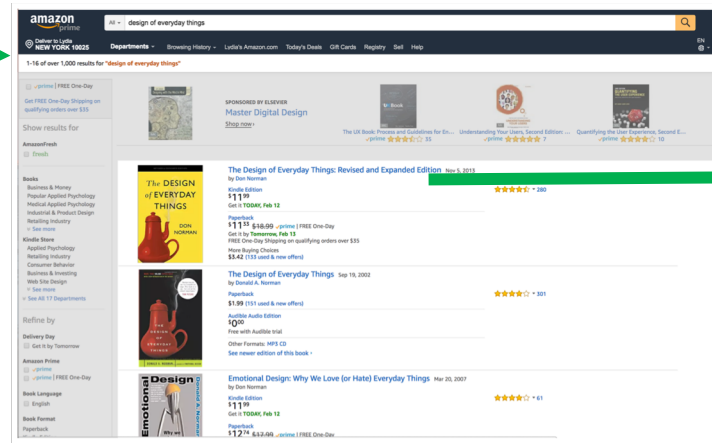 amazon
prime
All
design of everyday things
Deliver to Lydia
NEW YORK 10025
Departments Browsing History Lydia's Amazon.com Today's Deals Gift Cards Registry Sell Help
EN
1-16 of over 1,000 results for "design of everyday things"
prime | FREE One-Day
Get FREE One-Day Shipping on
qualifying orders over $35
Show results for
AmazonFresh
Fresh
Books
Business & Money
Popular Applied Psychology
Medical Applied Psychology
Industrial & Product Design
Retailing Industry
See more
Kindle Store
Applied Psychology
Retailing Industry
Consumer Behavior
Business & Investing
Web Site Design
See more
See All 17 Departments
Refine by
Delivery Day
Get It by Tomorrow
Amazon Prime
prime
prime | FREE One-Day
Book Language
English
Book Format
Paperback
SPONSORED BY ELSEVIER
Master Digital Design
Shop now
The UX Book: Process and Guidelines for En...
prime 35
Understanding Your Users, Second Edition ...
prime 7
Quantifying the User Experience, Second E...
prime 10
The DESIGN
of EVERYDAY
THINGS
DON
NORMAN
The Design of Everyday Things: Revised and Expanded Edition Nov 5, 2013
by Don Norman
Kindle Edition
$11 99
Get it TODAY, Feb 12
280
Paperback
$11 33 $18.99 prime | FREE One-Day
Get it by Tomorrow, Feb 13
FREE One-Day Shipping on qualifying orders over $35
More Buying Choices
$3.42 (133 used & new offers)
THE
DESIGN
OF EVERYDAY
THINGS
The Design of Everyday Things Sep 19, 2002
by Donald A. Norman
Paperback
$1.99 (151 used & new offers)
301
Audible Audio Edition
$0 00
Free with Audible trial
Other Formats: MP3 CD
See newer edition of this book
Emotional Design
Donald A. Norman
Why we
Emotional Design: Why We Love (or Hate) Everyday Things Mar 20, 2007
by Don Norman
Kindle Edition
$11 99
Get it TODAY, Feb 12
61
Paperback
$12 74 $17.99 prime | FREE One-Day